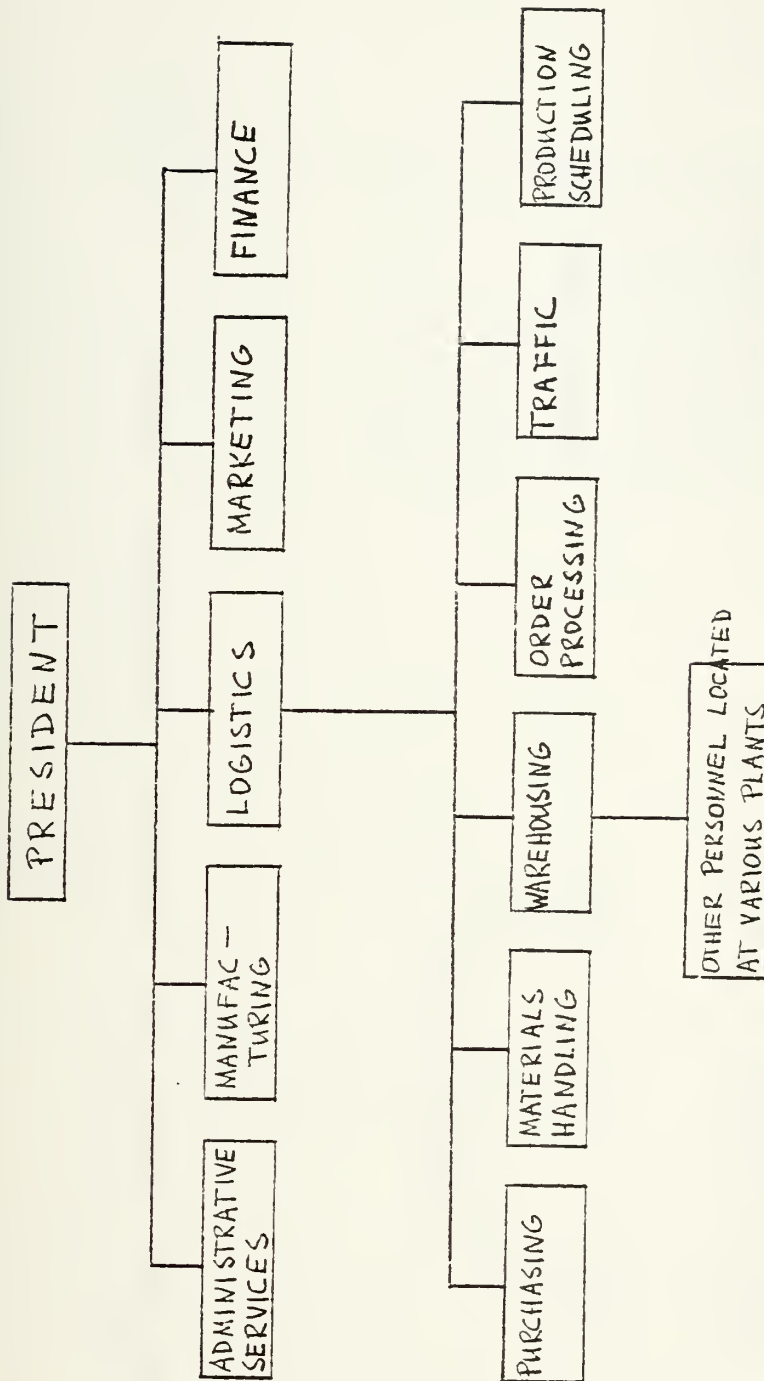 PRESIDENT
ADMINISTRATIVE
SERVICES
MANUFAC-
TURING
LOGISTICS
MARKETING
FINANCE
PURCHASING
MATERIALS
HANDLING
WAREHOUSING
ORDER
PROCESSING
TRAFFIC
PRODUCTION
SCHEDULING
OTHER PERSONNEL LOCATED
AT VARIOUS PLANTS